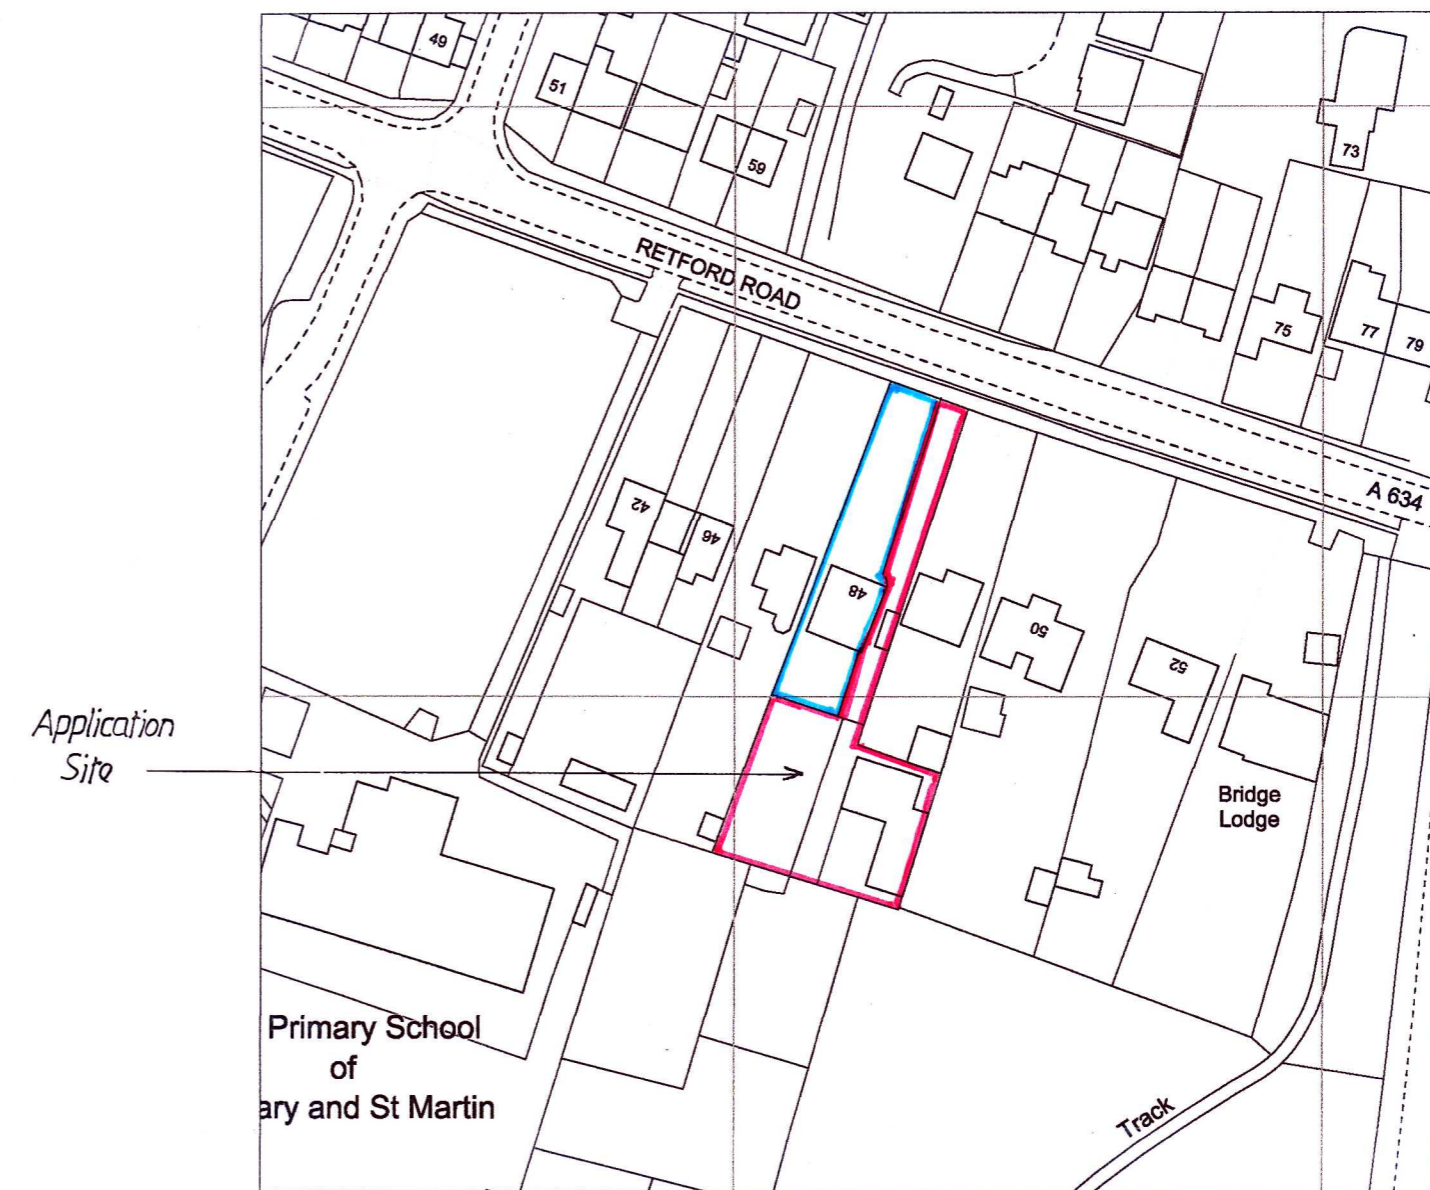 49
51
59
73
RETFORD ROAD
75
77
79
A 634
42
46
48
50
52
Application
Site
Bridge
Lodge
Primary School
of
ary and St Martin
Track